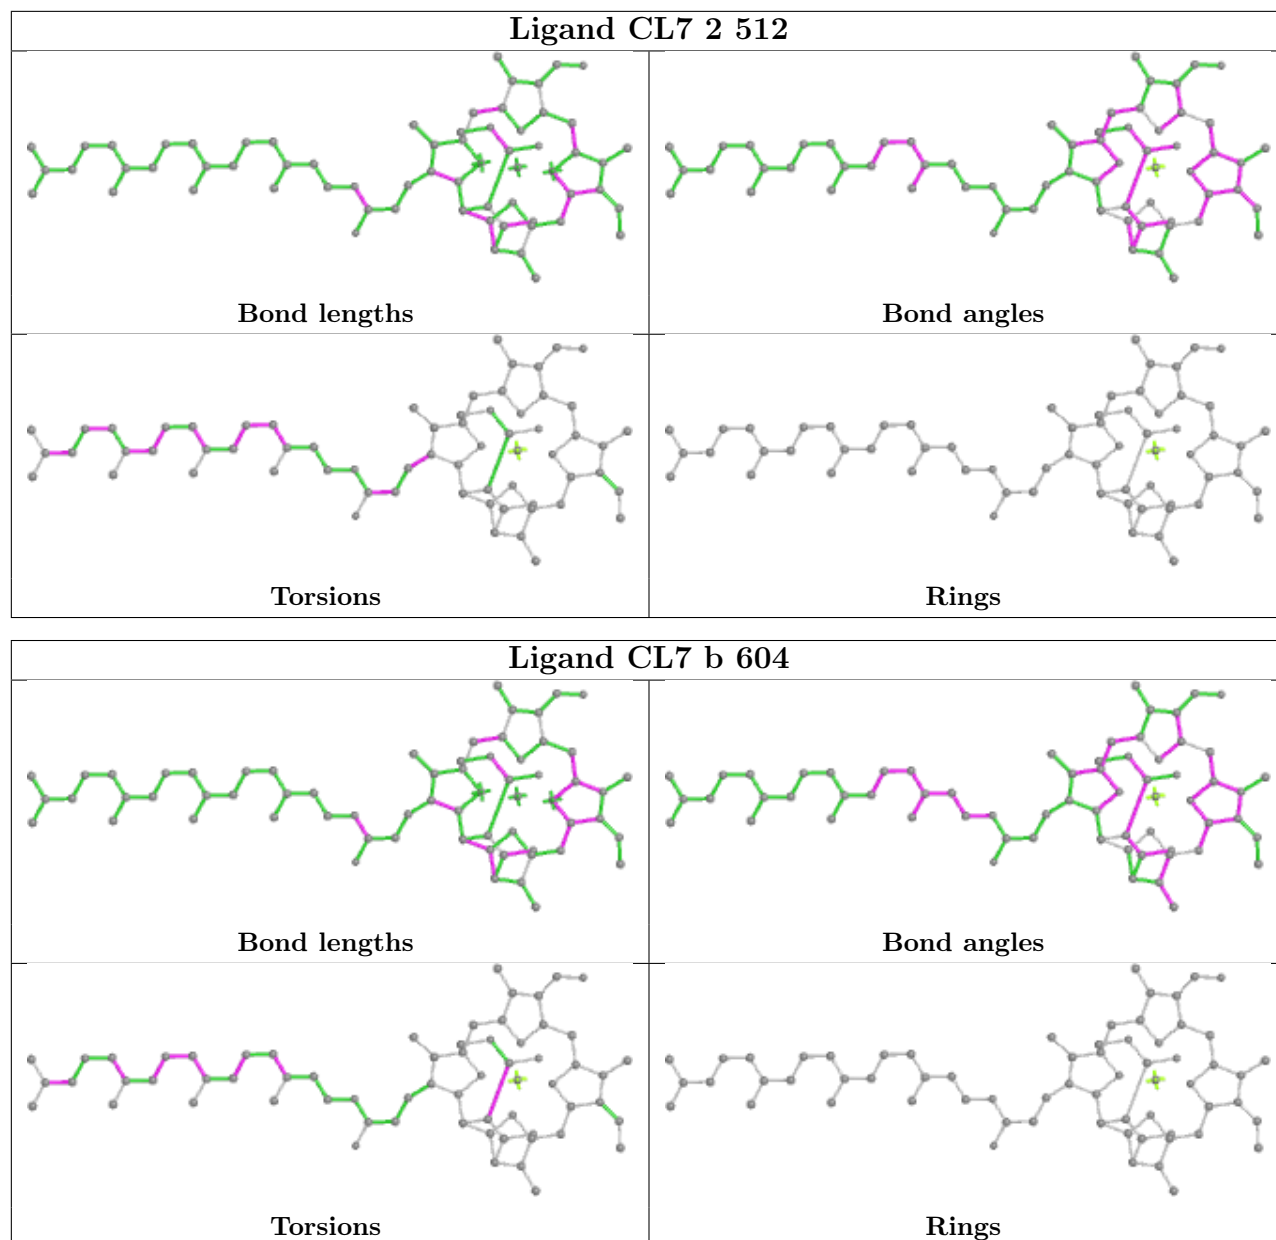 Ligand CL7 2 512
Bond lengths
Bond angles
Torsions
Rings
Ligand CL7 b 604
Bond lengths
Bond angles
Torsions
Rings